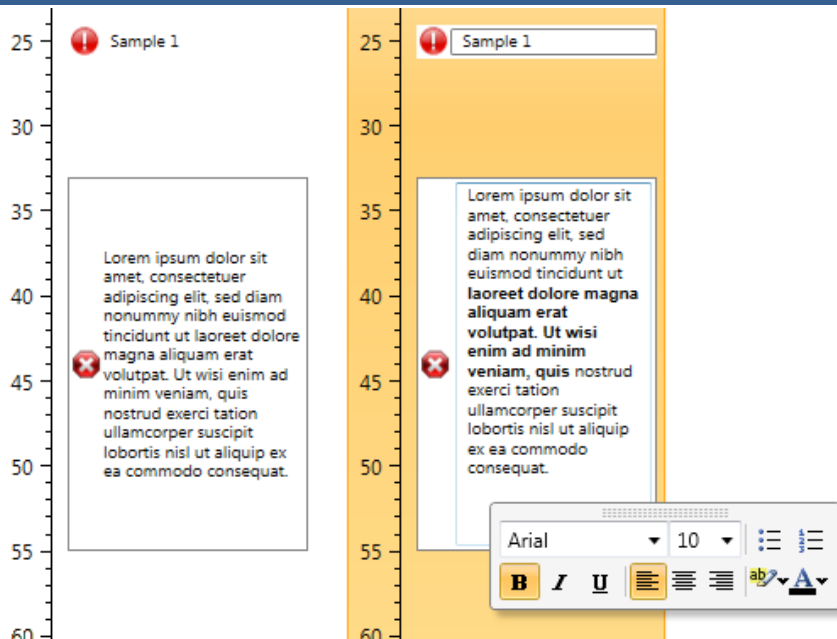 25
Sample 1
30
35
Lorem ipsum dolor sit
amet, consectetuer
adipiscing elit, sed diam
nonummy nibh euismod
tincidunt ut laoreet dolore
magna aliquam erat
volutpat. Ut wisi enim ad
minim veniam, quis
nostrud exerci tation
ullamcorper suscipit
lobortis nisl ut aliquip ex
ea commodo consequat.
40
45
50
55
60
25
Sample 1
30
35
Lorem ipsum dolor sit
amet, consectetuer
adipiscing elit, sed
diam nonummy nibh
euismod tincidunt ut
laoreet dolore magna
aliquam erat
volutpat. Ut wisi
enim ad minim
veniam, quis nostrud
exerci tation
ullamcorper suscipit
lobortis nisl ut aliquip
ex ea commodo
consequat.
40
45
50
55
60
Arial 10
B I U ab A